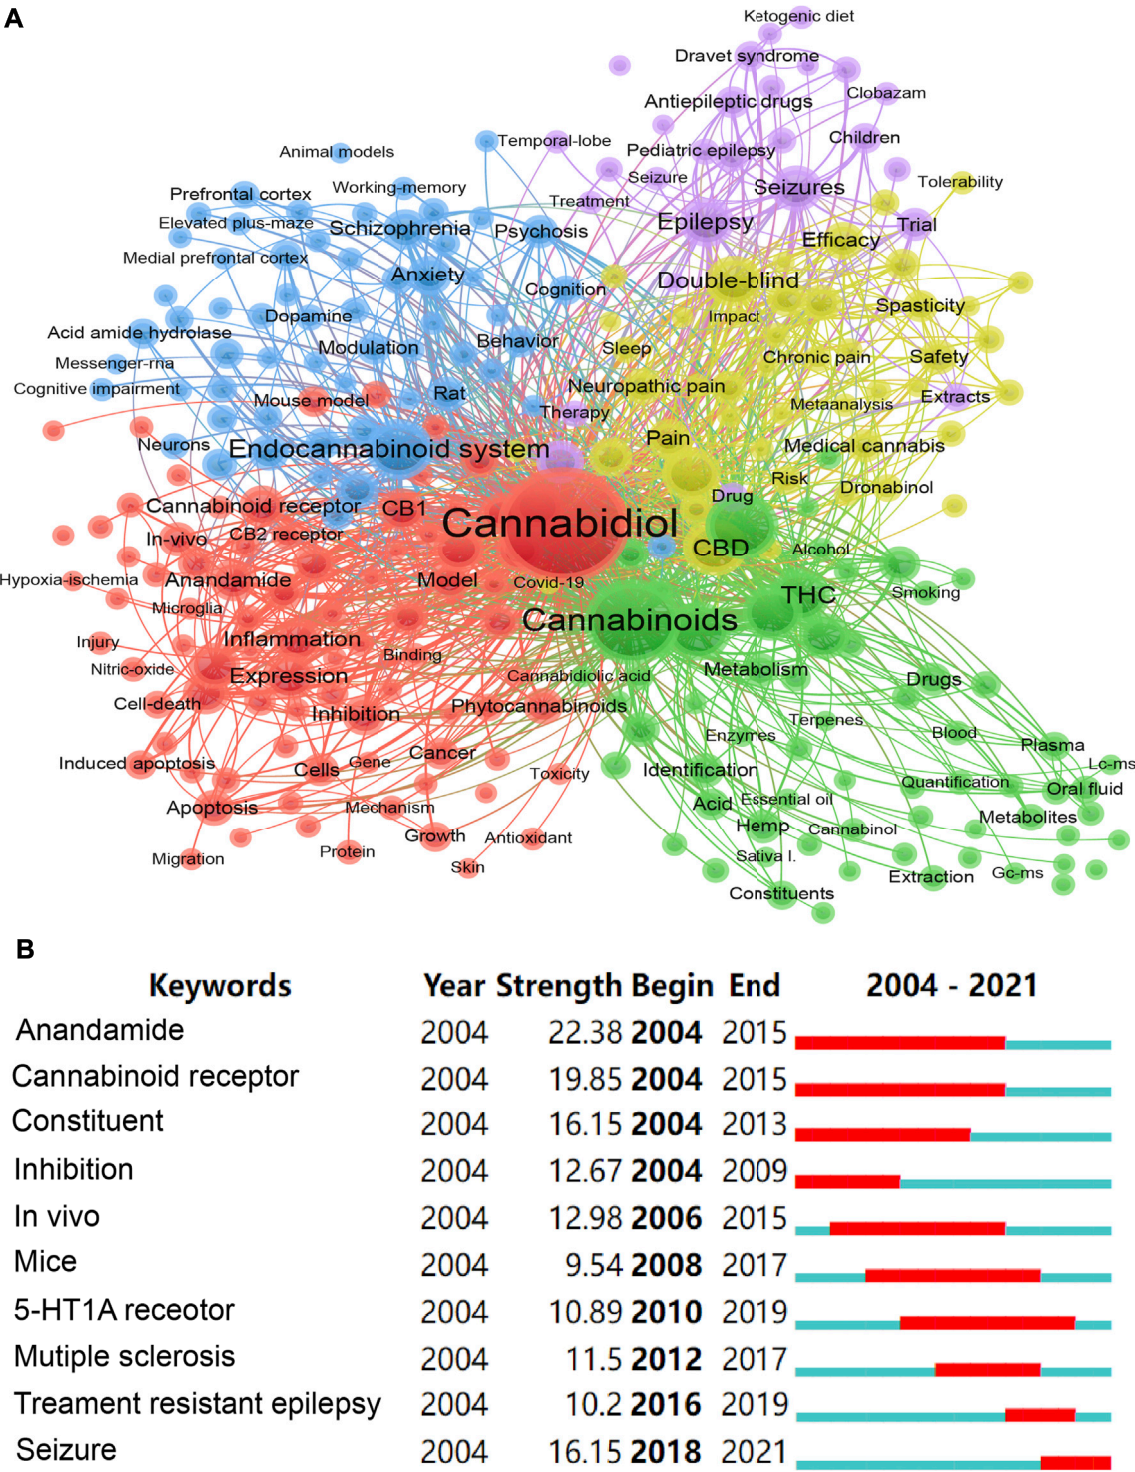 A
Ketogenic diet
Dravet syndrome
Clobazam
Antiepileptic drugs
Children
Temporal-lobe
Pediatric epilepsy
Animal models
Seizure
Seizures
Tolerability
Prefrontal cortex
Working-memory
Treatment
Elevated plus-maze
Schizophrenia
Psychosis
Epilepsy
Trial
Efficacy
Medial prefrontal cortex
Anxiety
Cognition
Double-blind
Dopamine
Impact
Spasticity
Acid amide hydrolase
Modulation
Behavior
Sleep
Chronic pain
Safety
Messenger-rna
Cognitive impairment
Mouse model
Rat
Neuropathic pain
Therapy
Metaanalysis
Extracts
Neurons
Endocannabinoid system
Pain
Medical cannabis
Risk
Dronabinol
Drug
Cannabinoid receptor
CB1
Cannabidiol
In-vivo
CB2 receptor
CBD
Alcohol
Hypoxia-ischemia
Anandamide
Model
Covid-19
THC
Smoking
Microglia
Cannabinoids
Injury
Inflammation
Binding
Nitric-oxide
Expression
Cannabidiolic acid
Metabolism
Drugs
Cell-death
Inhibition
Phytocannabinoids
Terpenes
Enzymes
Blood
Plasma
Induced apoptosis
Cells
Gene
Cancer
Toxicity
Identification
Lc-ms
Quantification
Oral fluid
Apoptosis
Mechanism
Acid
Essential oil
Metabolites
Growth
Antioxidant
Hemp
Cannabinol
Migration
Protein
Skin
Sativa l.
Extraction
Gc-ms
Constituents
B
Keywords Year Strength Begin End 2004 - 2021
Anandamide 2004 22.38 2004 2015
Cannabinoid receptor 2004 19.85 2004 2015
Constituent 2004 16.15 2004 2013
Inhibition 2004 12.67 2004 2009
In vivo 2004 12.98 2006 2015
Mice 2004 9.54 2008 2017
5-HT1A receotor 2004 10.89 2010 2019
Mutiple sclerosis 2004 11.5 2012 2017
Treament resistant epilepsy 2004 10.2 2016 2019
Seizure 2004 16.15 2018 2021